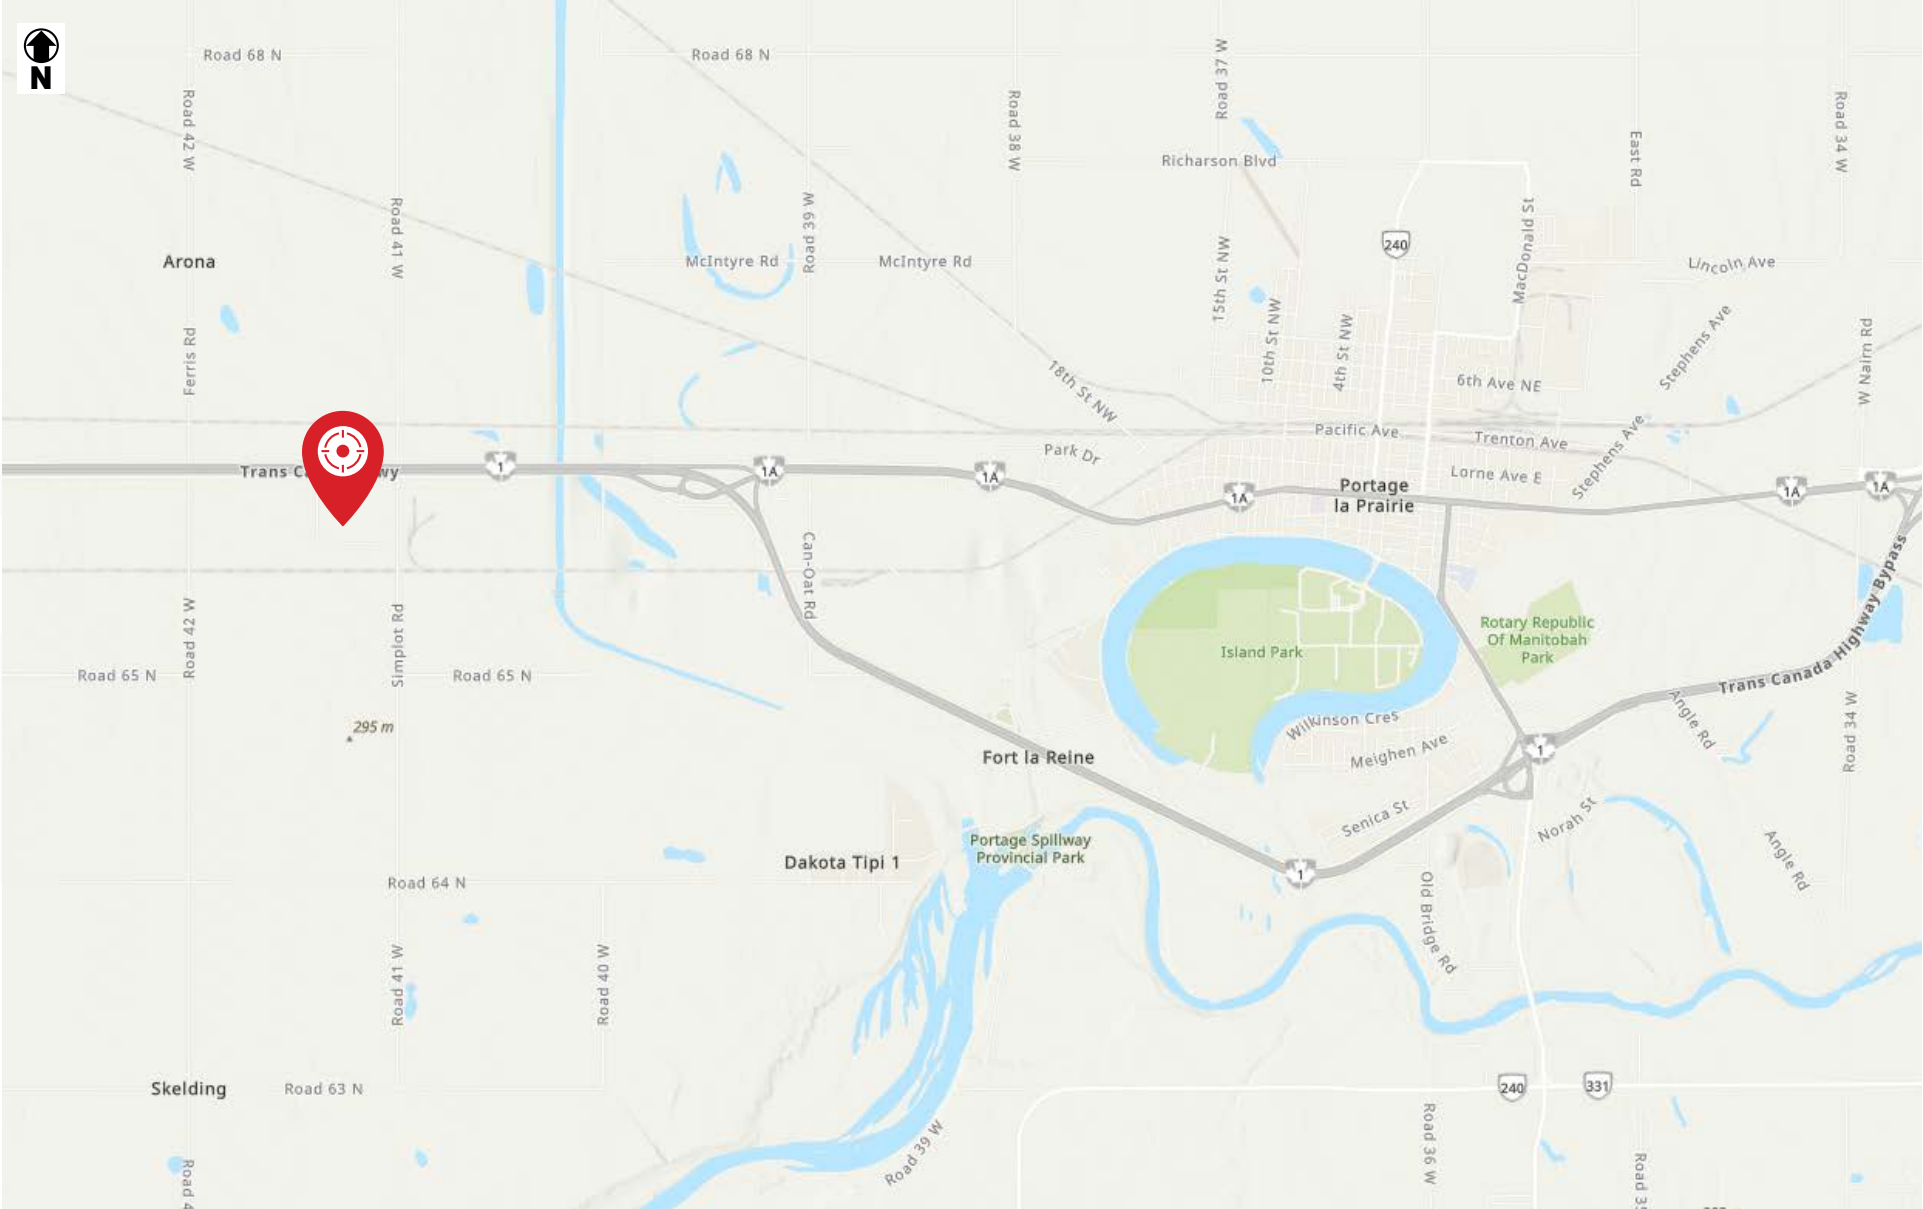 N
Road 68 N
Road 68 N
Road 42 W
Road 41 W
Road 38 W
Road 37 W
Road 39 W
East Rd
Road 34 W
Richarson Blvd
Arona
McIntyre Rd
McIntyre Rd
240
MacDonald St
Lincoln Ave
15th St NW
10th St NW
4th St NW
Ferris Rd
18th St NW
6th Ave NE
Stephens Ave
W Nairn Rd
Pacific Ave
Trenton Ave
Park Dr
Lorne Ave E
Stephens Ave
Trans C
wy
1
1A
1A
1A
1A
1A
Portage
la Prairie
Can-Oat Rd
Trans Canada Highway Bypass
Road 42 W
Simplot Rd
Road 65 N
Road 65 N
Island Park
Rotary Republic
Of Manitobah
Park
295 m
Wilkinson Cres
Meighen Ave
Angle Rd
Road 34 W
1
Fort la Reine
Senica St
Norah St
Portage Spillway
Provincial Park
Dakota Tipi 1
1
Angle Rd
Road 64 N
Old Bridge Rd
Road 41 W
Road 40 W
Skelding
Road 63 N
240
331
Road 39 W
Road 36 W
Road 4
Road 3